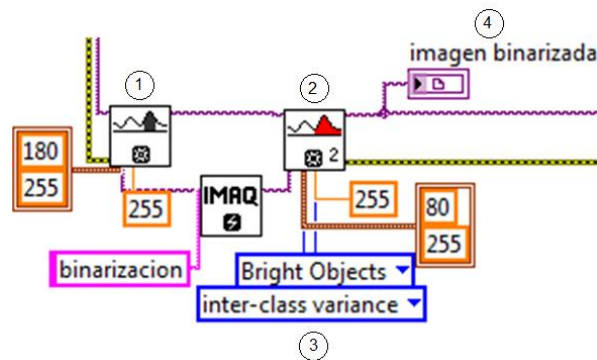 4
imagen binarizada
1
2
180
255
255
2
IMAQ
255
80
255
binarizacion
Bright Objects
inter-class variance
3